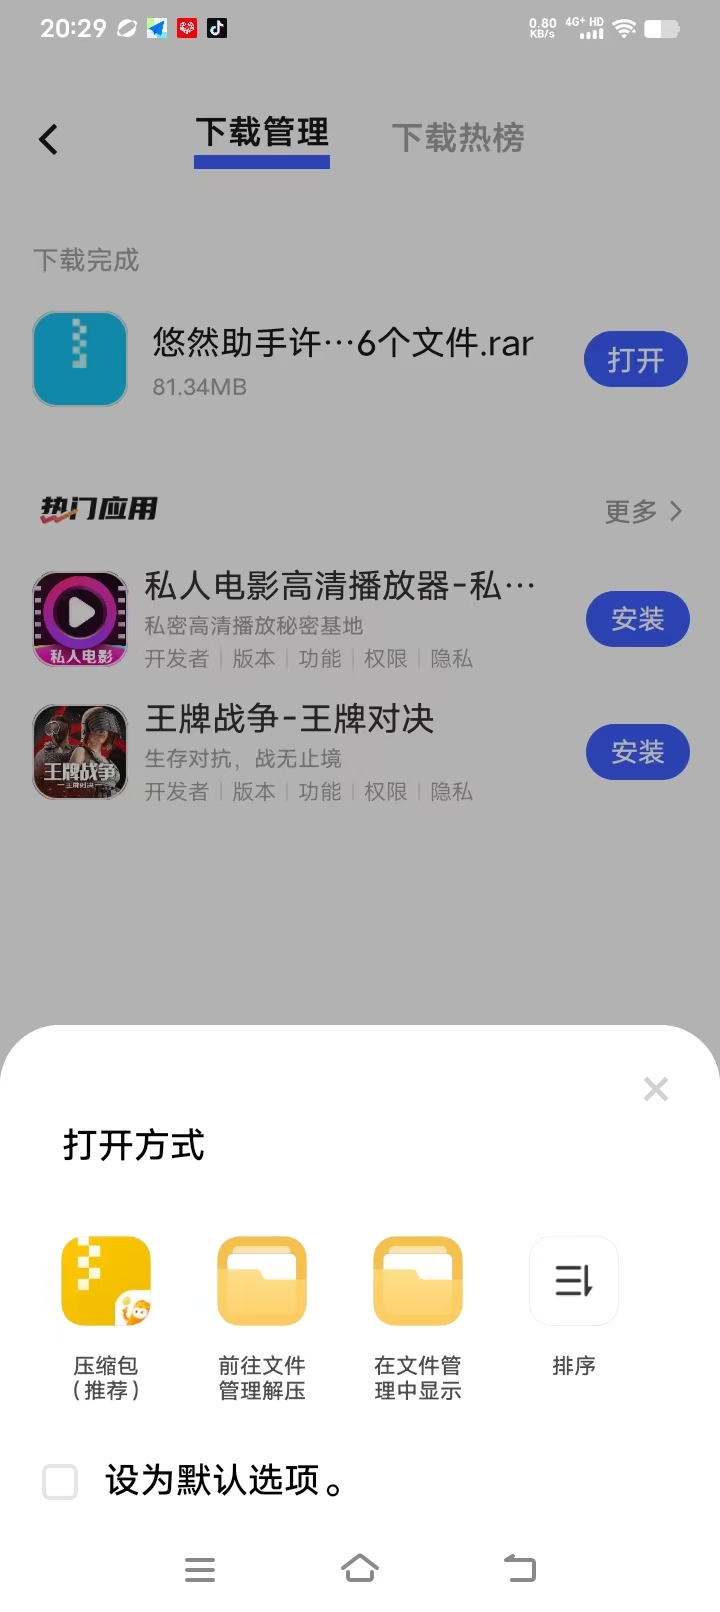 20:29
0.80 KB/s
4G+ HD
下载管理
下载热榜
下载完成
悠然助手许…6个文件.rar
81.34MB
打开
热门应用
更多
私人电影高清播放器-私…
私密高清播放秘密基地
开发者 | 版本 | 功能 | 权限 | 隐私
私人电影
安装
王牌战争-王牌对决
生存对抗，战无止境
开发者 | 版本 | 功能 | 权限 | 隐私
王牌战争
王牌对决
安装
打开方式
压缩包
（推荐）
前往文件
管理解压
在文件管
理中显示
排序
设为默认选项。